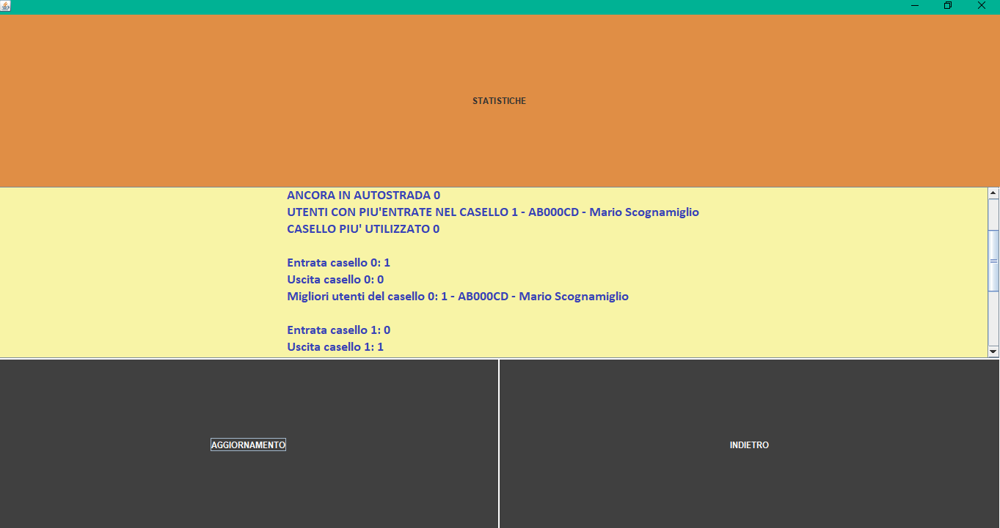 STATISTICHE
ANCORA IN AUTOSTRADA 0
UTENTI CON PIU'ENTRATE NEL CASELLO 1 - AB000CD - Mario Scognamiglio
CASELLO PIU' UTILIZZATO 0
Entrata casello 0: 1
Uscita casello 0: 0
Migliori utenti del casello 0: 1 - AB000CD - Mario Scognamiglio
Entrata casello 1: 0
Uscita casello 1: 1
AGGIORNAMENTO
INDIETRO